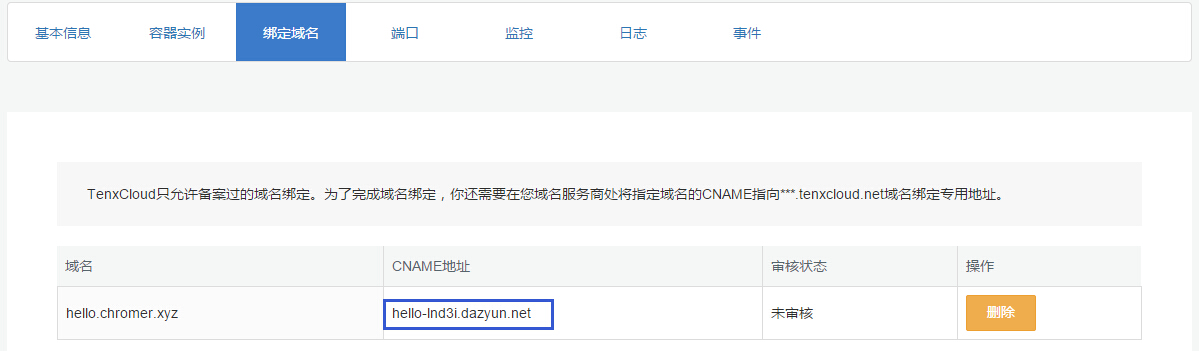 基本信息 容器实例 绑定域名 端口 监控 日志 事件
TenxCloud只允许备案过的域名绑定。为了完成域名绑定，你还需要在您域名服务商处将指定域名的CNAME指向***.tenxcloud.net域名绑定专用地址。
域名 CNAME地址 审核状态 操作
hello.chromer.xyz hello-lnd3i.dazyun.net 未审核 删除